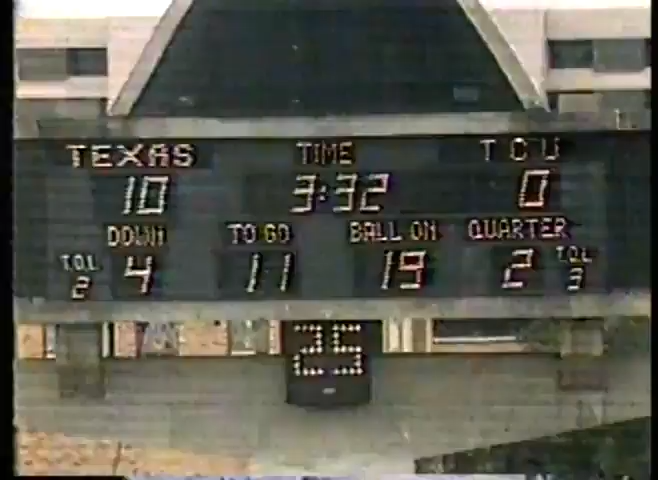 TEXAS TIME TCU
10 3:32 0
DOWN TO GO BALL ON QUARTER
T.O.L. 2 4 11 19 2 T.O.L. 3
25